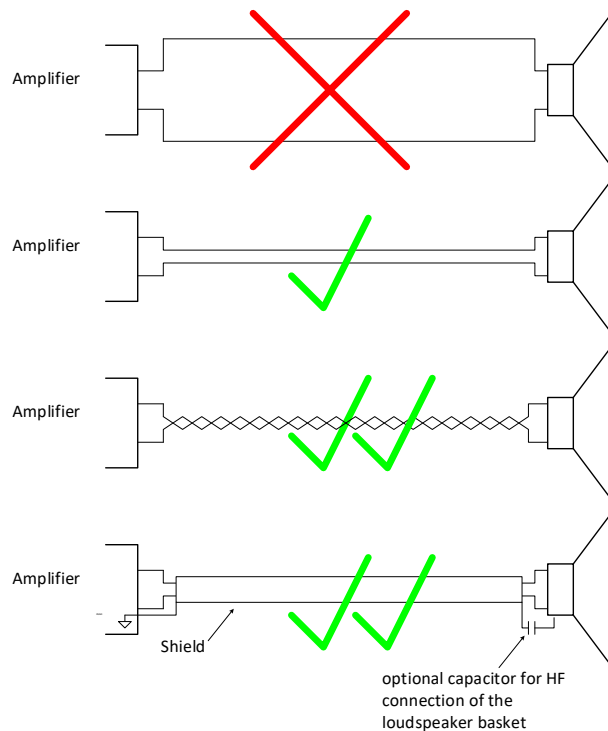 Amplifier
Amplifier
Amplifier
Amplifier
Shield
optional capacitor for HF
connection of the
loudspeaker basket